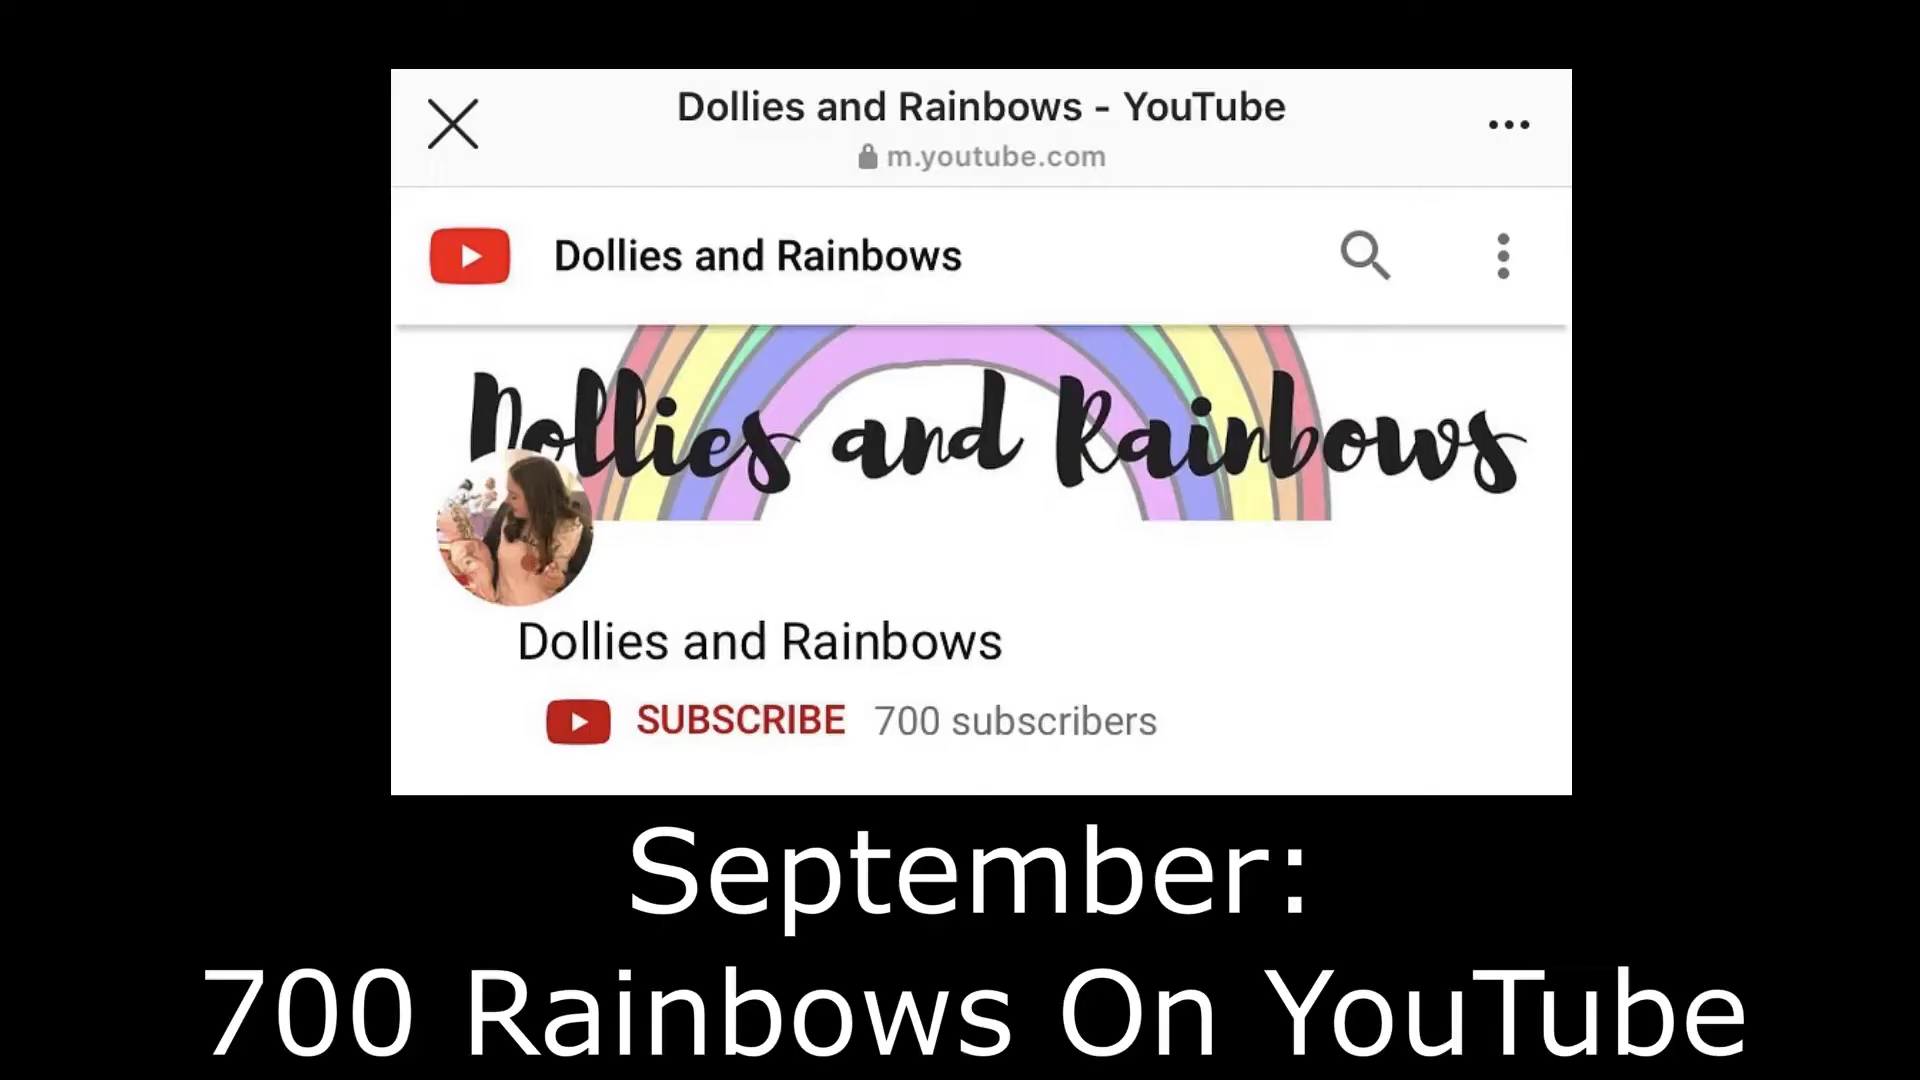 Dollies and Rainbows - YouTube
m.youtube.com
Dollies and Rainbows
Dollies and Rainbows
Dollies and Rainbows
SUBSCRIBE 700 subscribers
September:
700 Rainbows On YouTube